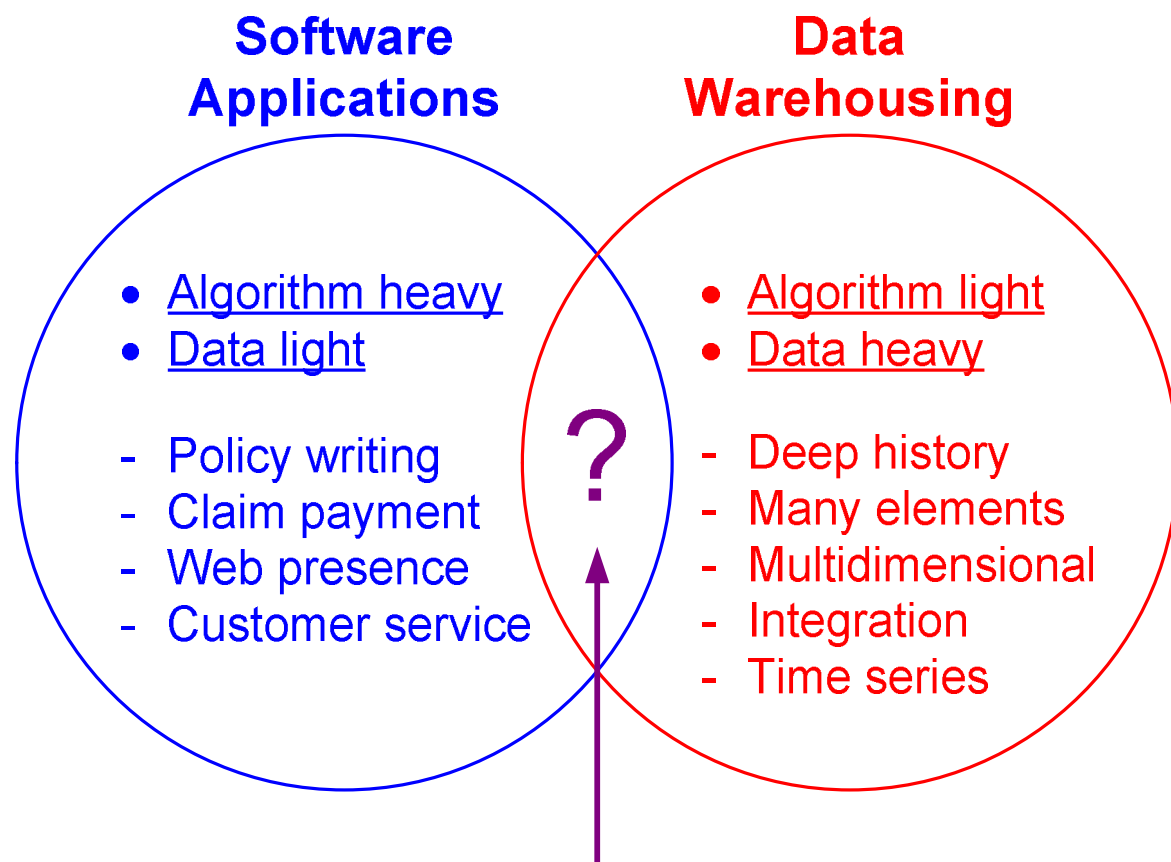 Software
Applications
• Algorithm heavy
• Data light
- Policy writing
- Claim payment
- Web presence
- Customer service
?
Data
Warehousing
• Algorithm light
• Data heavy
- Deep history
- Many elements
- Multidimensional
- Integration
- Time series